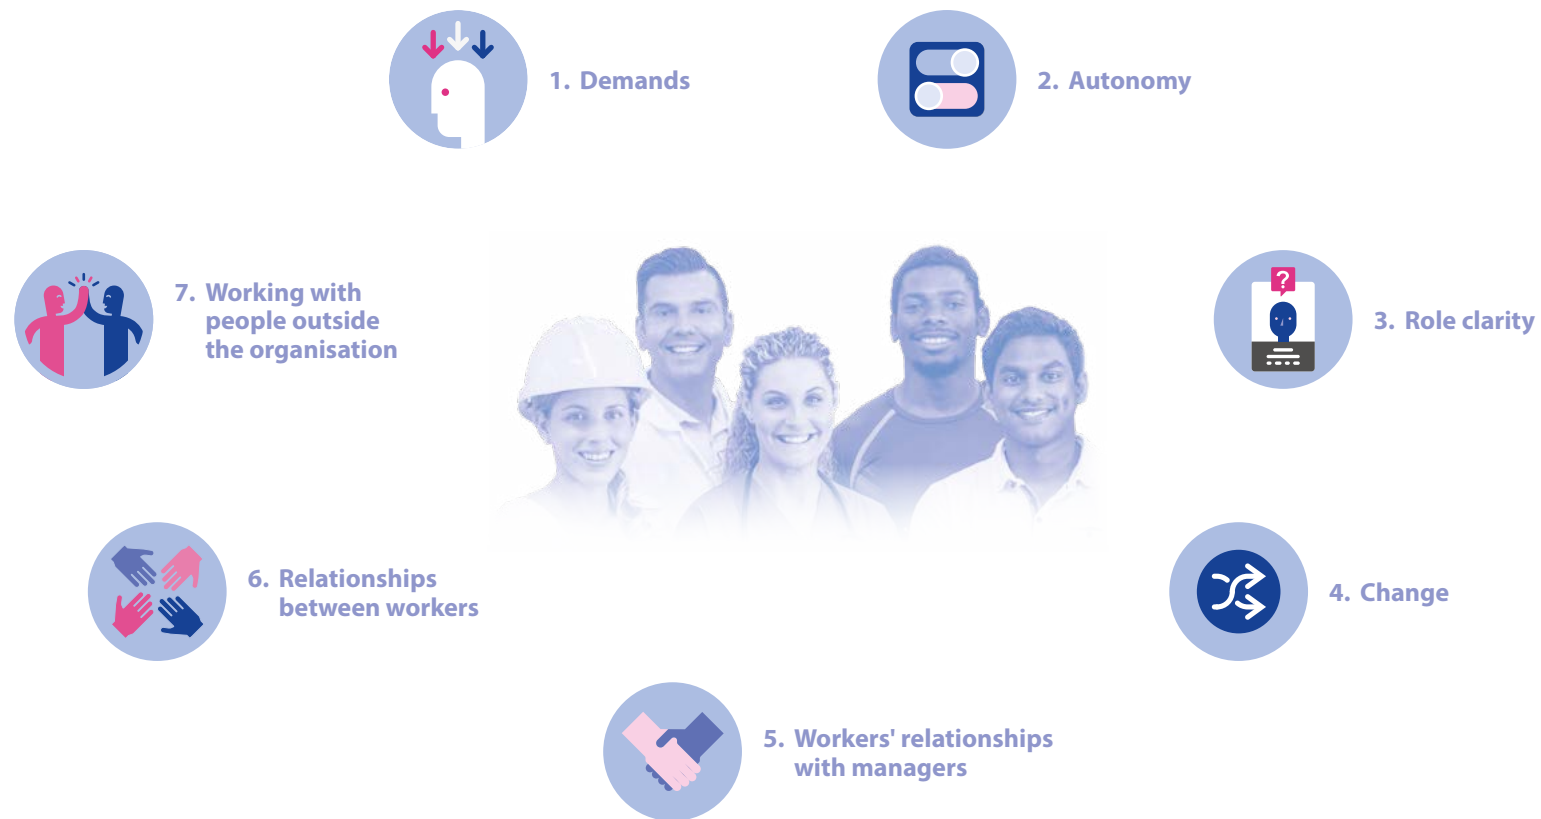 1. Demands
2. Autonomy
?
3. Role clarity
4. Change
5. Workers' relationships
with managers
6. Relationships
between workers
7. Working with
people outside
the organisation